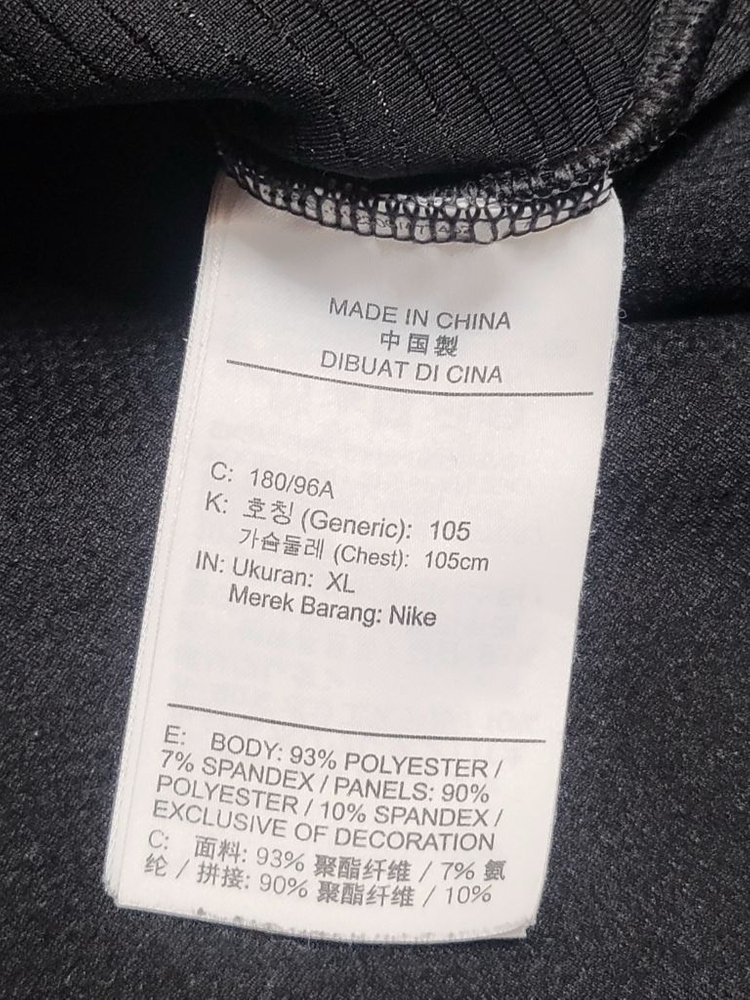 MADE IN CHINA
中国製
DIBUAT DI CINA
C: 180/96A
K: 호칭 (Generic): 105
가슴둘레 (Chest): 105cm
IN: Ukuran: XL
Merek Barang: Nike
E: BODY: 93% POLYESTER /
7% SPANDEX / PANELS: 90%
POLYESTER / 10% SPANDEX /
EXCLUSIVE OF DECORATION
C: 面料: 93% 聚酯纤维 / 7% 氨
纶 / 拼接: 90% 聚酯纤维 / 10%